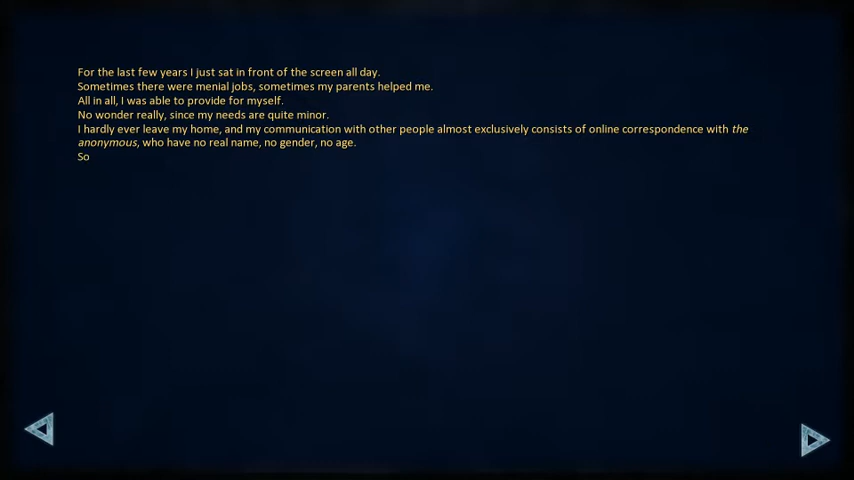 For the last few years I just sat in front of the screen all day.
Sometimes there were menial jobs, sometimes my parents helped me.
All in all, I was able to provide for myself.
No wonder really, since my needs are quite minor.
I hardly ever leave my home, and my communication with other people almost exclusively consists of online correspondence with the
anonymous, who have no real name, no gender, no age.
So